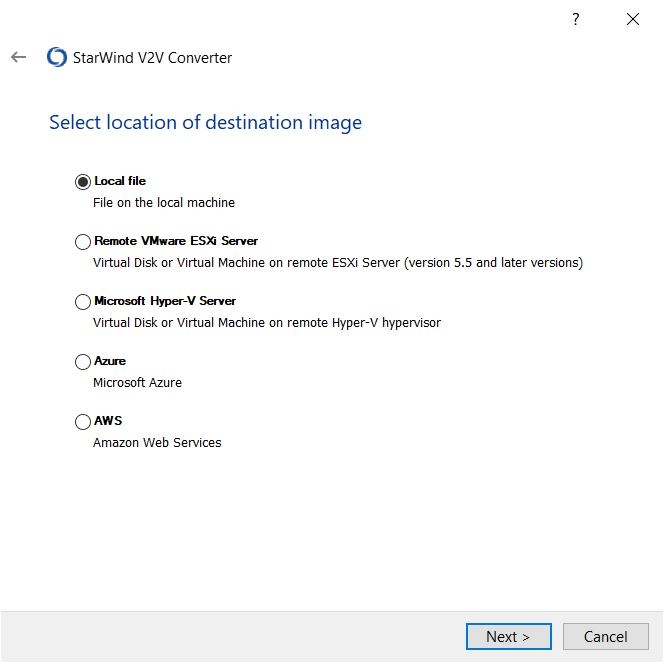 ?
StarWind V2V Converter
Select location of destination image
Local file
File on the local machine
Remote VMware ESXi Server
Virtual Disk or Virtual Machine on remote ESXi Server (version 5.5 and later versions)
Microsoft Hyper-V Server
Virtual Disk or Virtual Machine on remote Hyper-V hypervisor
Azure
Microsoft Azure
AWS
Amazon Web Services
Next > Cancel